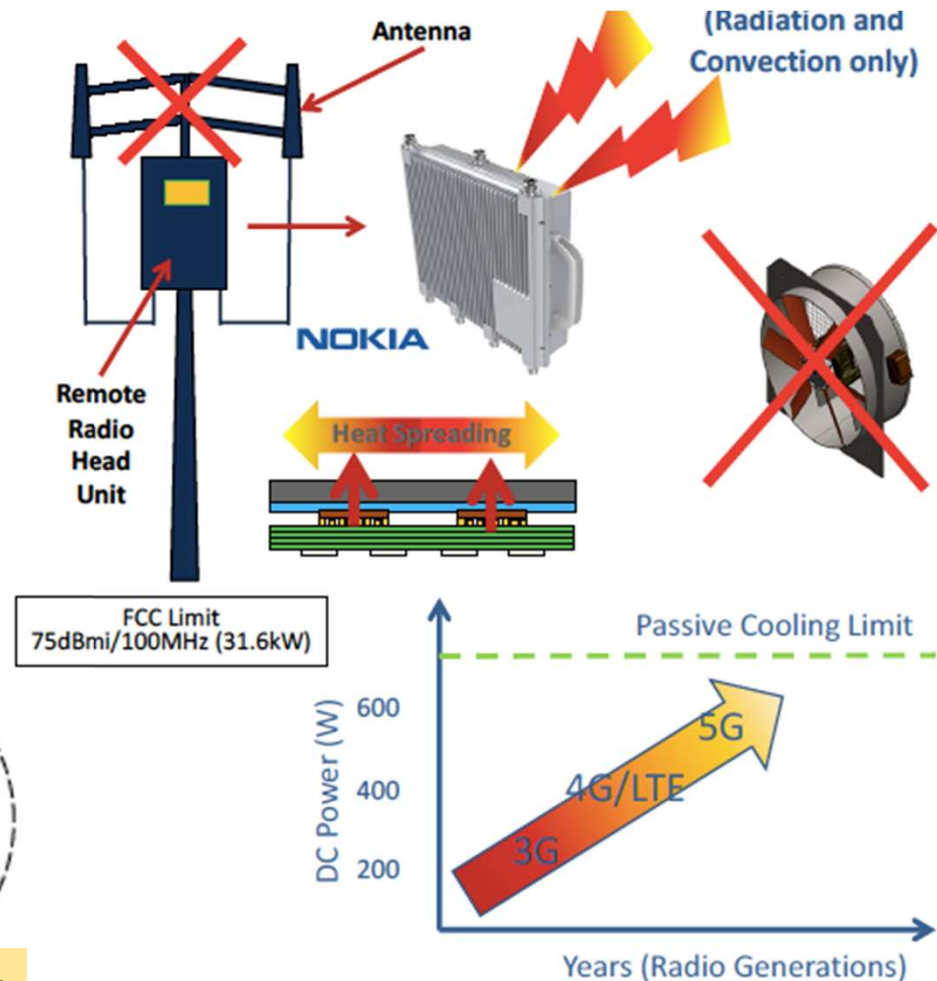 Antenna
(Radiation and
Convection only)
NOKIA
Remote
Radio
Head
Unit
Heat Spreading
FCC Limit
75dBmi/100MHz (31.6kW)
Passive Cooling Limit
DC Power (W)
600
400
200
5G
4G/LTE
3G
Years (Radio Generations)